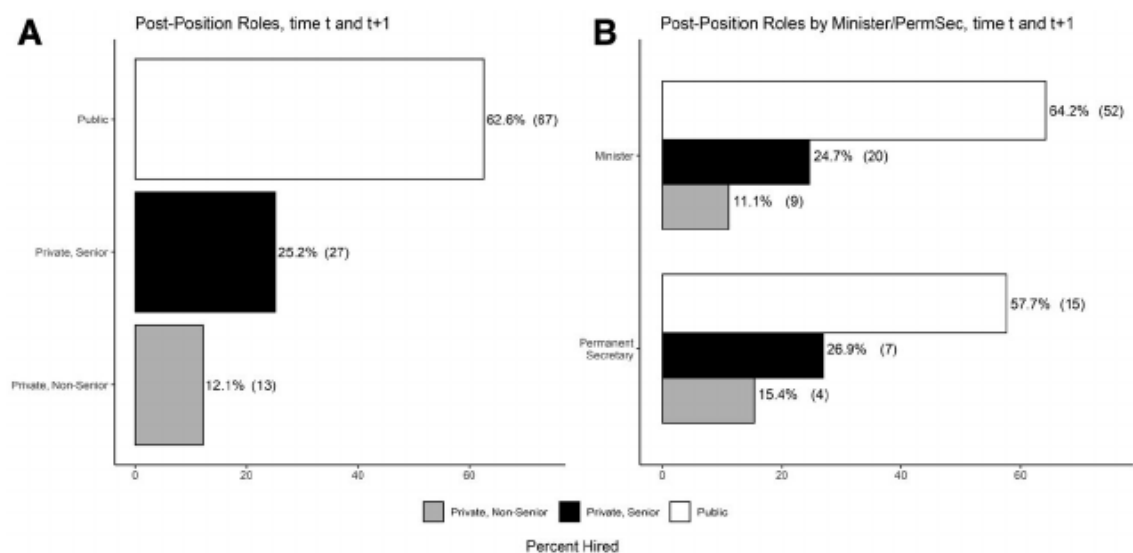 A
Post-Position Roles, time t and t+1
Public
62.6% (67)
Private, Senior
25.2% (27)
Private, Non-Senior
12.1% (13)
0 20 40 60
B
Post-Position Roles by Minister/PermSec, time t and t+1
Minister
64.2% (52)
24.7% (20)
11.1% (9)
Permanent
Secretary
57.7% (15)
26.9% (7)
15.4% (4)
0 20 40 60
Private, Non-Senior Private, Senior Public
Percent Hired